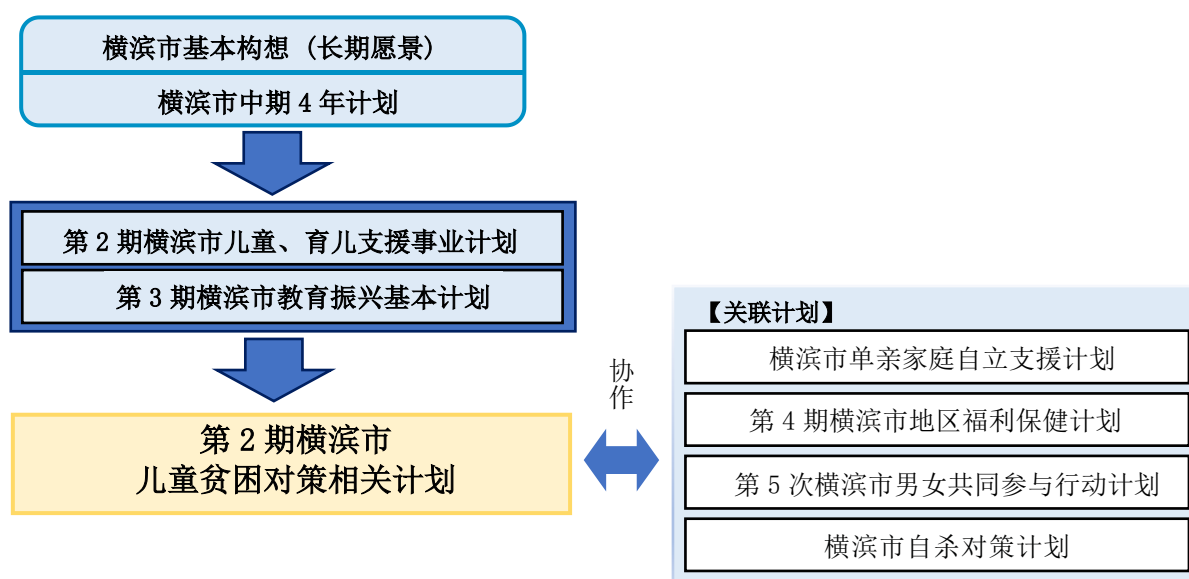 横滨市基本构想（长期愿景）
横滨市中期 4 年计划
第 2 期横滨市儿童、育儿支援事业计划
第 3 期横滨市教育振兴基本计划
第 2 期横滨市
儿童贫困对策相关计划
协
作
【关联计划】
横滨市单亲家庭自立支援计划
第 4 期横滨市地区福利保健计划
第 5 次横滨市男女共同参与行动计划
横滨市自杀对策计划